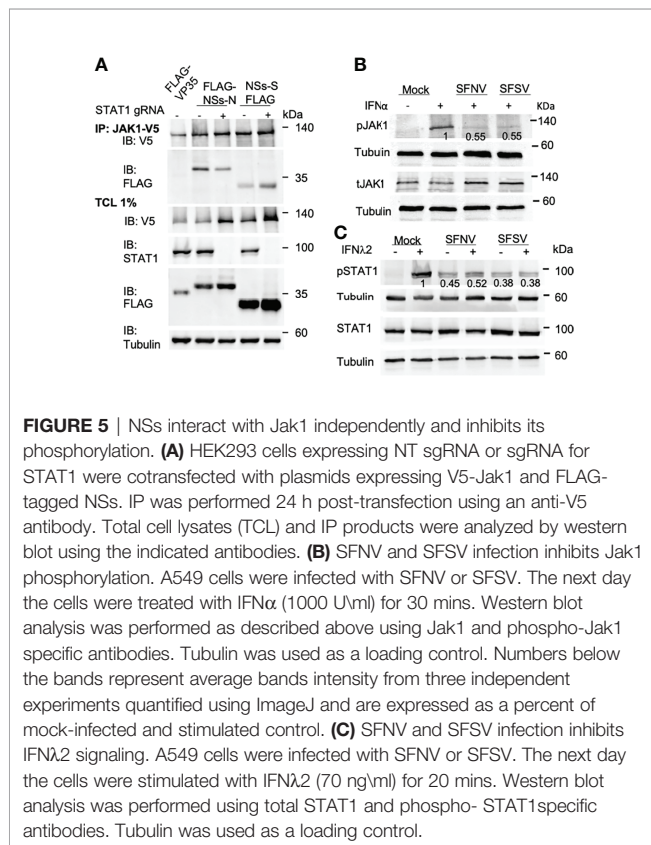 A
FLAG-VP35
FLAG-NSs-N
NSs-S FLAG
STAT1 gRNA - - + - + kDa
IP: JAK1-V5
IB: V5
140
IB:
FLAG
35
TCL 1%
IB: V5
140
IB:
STAT1
100
IB:
FLAG
35
IB:
Tubulin
60
B
Mock SFNV SFSV
IFNα - + + + KDa
pJAK1
1 0.55 0.55
140
Tubuin
60
tJAK1
140
Tubulin
60
C
Mock SFNV SFSV
IFNλ2 - + - + - + kDa
pSTAT1
1 0.45 0.52 0.38 0.38
100
Tubulin
60
STAT1
100
Tubulin
60
FIGURE 5 | NSs interact with Jak1 independently and inhibits its
phosphorylation. (A) HEK293 cells expressing NT sgRNA or sgRNA for
STAT1 were cotransfected with plasmids expressing V5-Jak1 and FLAG-
tagged NSs. IP was performed 24 h post-transfection using an anti-V5
antibody. Total cell lysates (TCL) and IP products were analyzed by western
blot using the indicated antibodies. (B) SFNV and SFSV infection inhibits Jak1
phosphorylation. A549 cells were infected with SFNV or SFSV. The next day
the cells were treated with IFNα (1000 U\ml) for 30 mins. Western blot
analysis was performed as described above using Jak1 and phospho-Jak1
specific antibodies. Tubulin was used as a loading control. Numbers below
the bands represent average bands intensity from three independent
experiments quantified using ImageJ and are expressed as a percent of
mock-infected and stimulated control. (C) SFNV and SFSV infection inhibits
IFNλ2 signaling. A549 cells were infected with SFNV or SFSV. The next day
the cells were stimulated with IFNλ2 (70 ng\ml) for 20 mins. Western blot
analysis was performed using total STAT1 and phospho- STAT1specific
antibodies. Tubulin was used as a loading control.